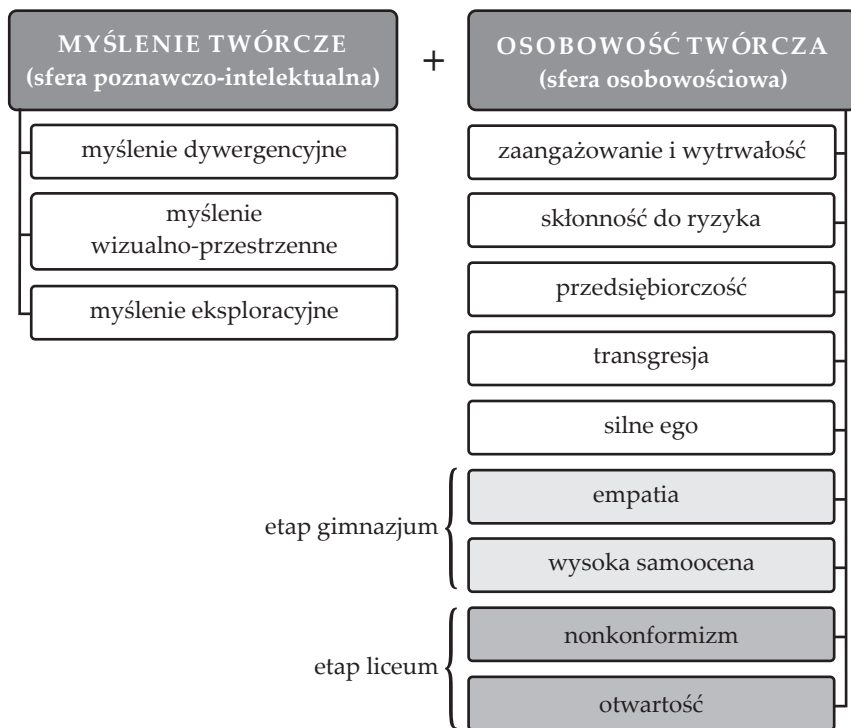 MYŚLENIE TWÓRCZE
(sfera poznawczo-intelektualna)
myślenie dywergencyjne
myślenie
wizualno-przestrzenne
myślenie eksploracyjne
+
OSOBOWOŚĆ TWÓRCZA
(sfera osobowościowa)
zaangażowanie i wytrwałość
skłonność do ryzyka
przedsiębiorczość
transgresja
silne ego
etap gimnazjum
empatia
wysoka samoocena
etap liceum
nonkonformizm
otwartość